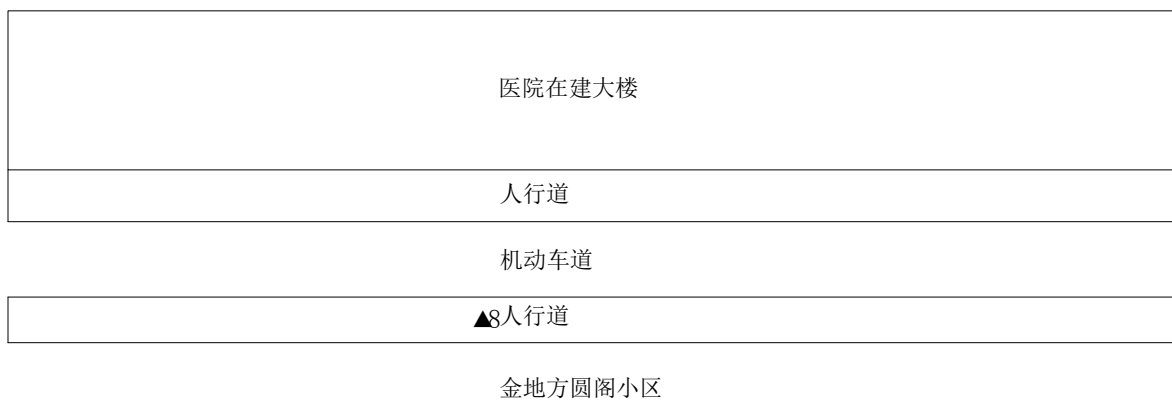 医院在建大楼
人行道
机动车道
▲8人行道
金地方圆阁小区